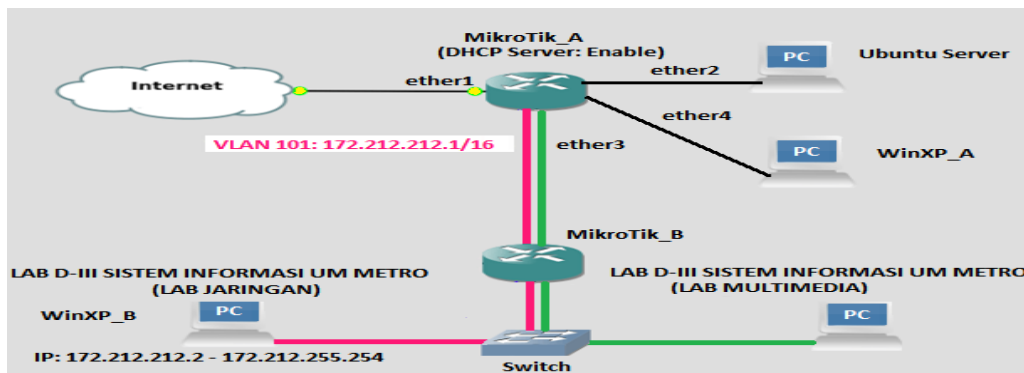 MikroTik_A
(DHCP Server: Enable)
PC
Ubuntu Server
Internet
ether1
ether2
ether4
VLAN 101: 172.212.212.1/16
ether3
PC
WinXP_A
MikroTik_B
LAB D-III SISTEM INFORMASI UM METRO
(LAB JARINGAN)
LAB D-III SISTEM INFORMASI UM METRO
(LAB MULTIMEDIA)
WinXP_B
PC
PC
IP: 172.212.212.2 - 172.212.255.254
Switch